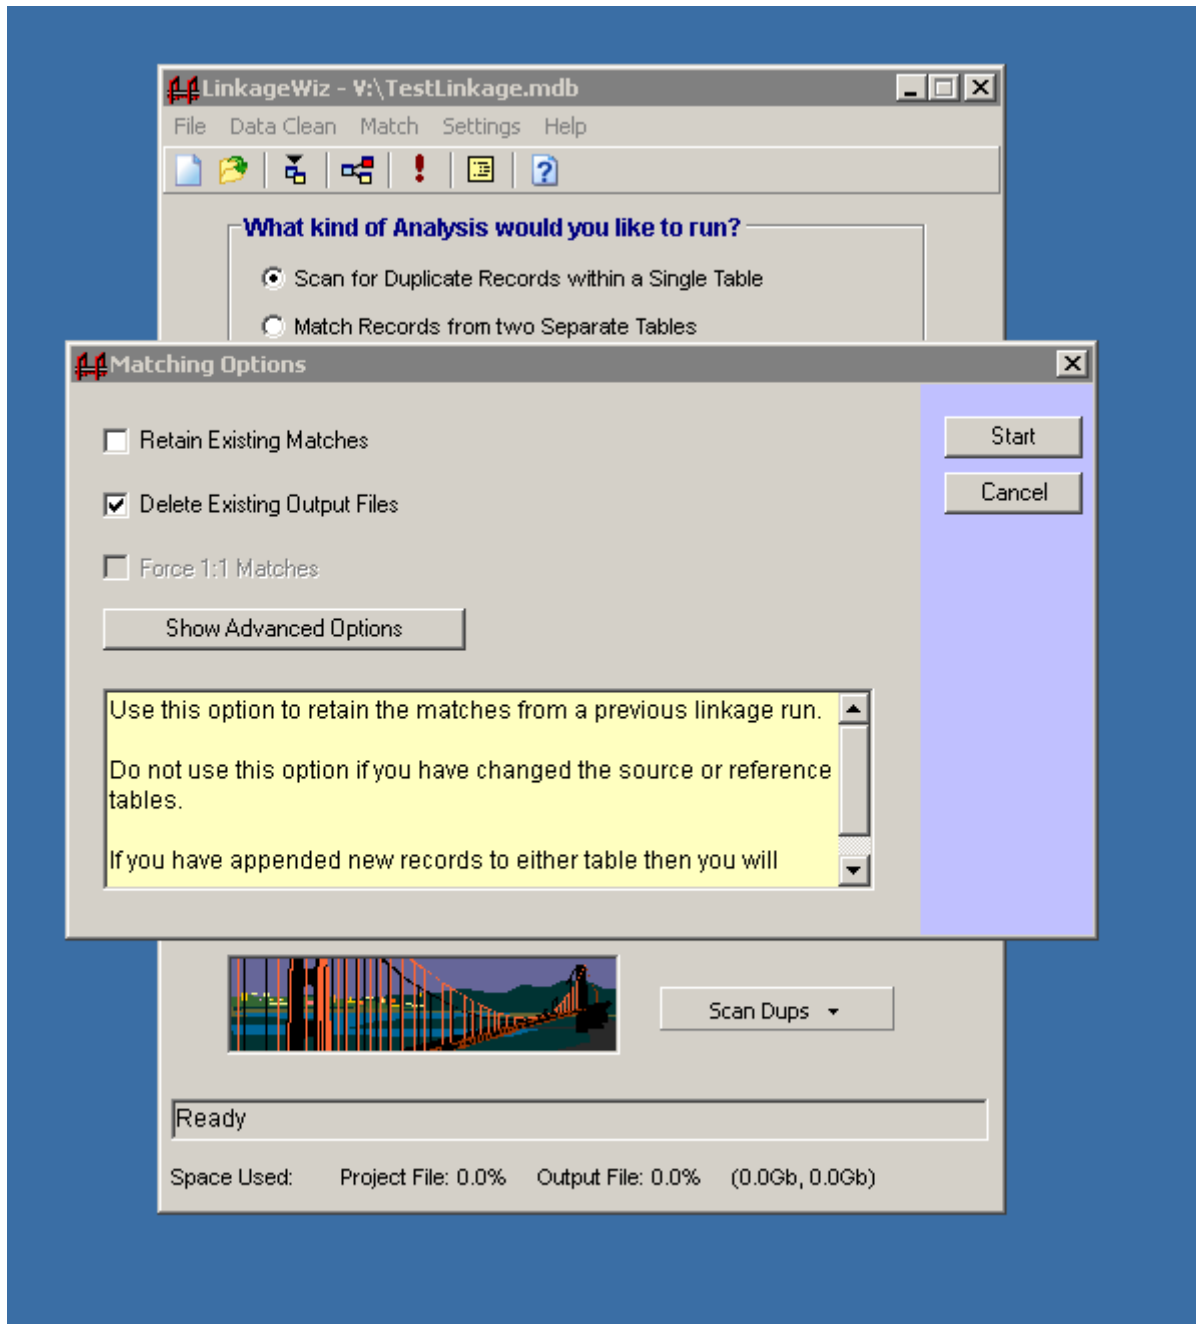 LinkageWiz - V:\TestLinkage.mdb
File Data Clean Match Settings Help
What kind of Analysis would you like to run?
Scan for Duplicate Records within a Single Table
Match Records from two Separate Tables
Matching Options
Retain Existing Matches
Start
Delete Existing Output Files
Cancel
Force 1:1 Matches
Show Advanced Options
Use this option to retain the matches from a previous linkage run.
Do not use this option if you have changed the source or reference
tables.
If you have appended new records to either table then you will
Scan Dups
Ready
Space Used: Project File: 0.0% Output File: 0.0% (0.0Gb, 0.0Gb)